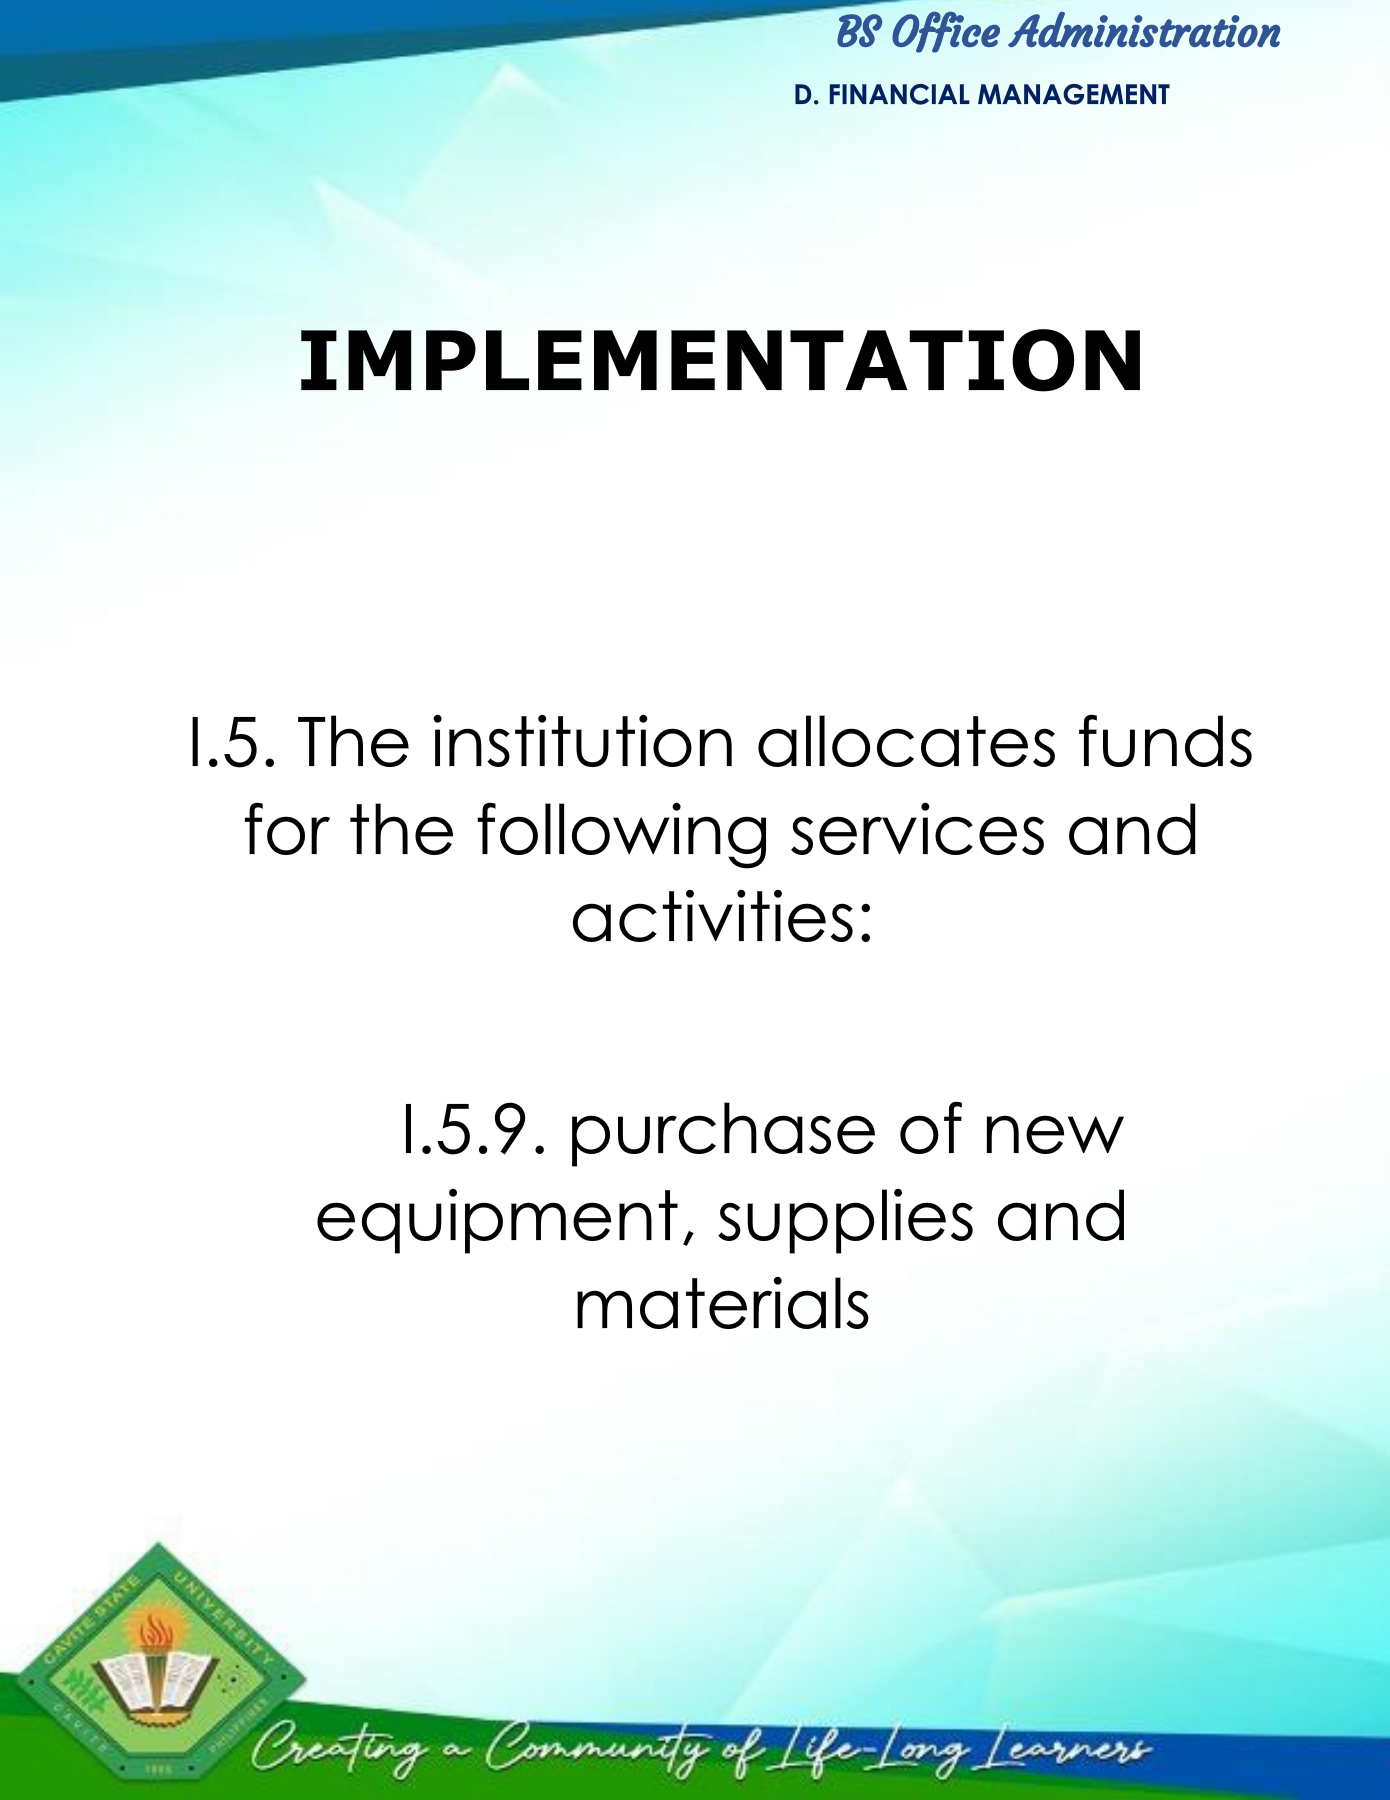 BS Office Administration
D. FINANCIAL MANAGEMENT
IMPLEMENTATION
I.5. The institution allocates funds
for the following services and
activities:
I.5.9. purchase of new
equipment, supplies and
materials
CAVITE STATE UNIVERSITY
CAVITE
PHILIPPINES
1906
Creating a Community of Life-Long Learners